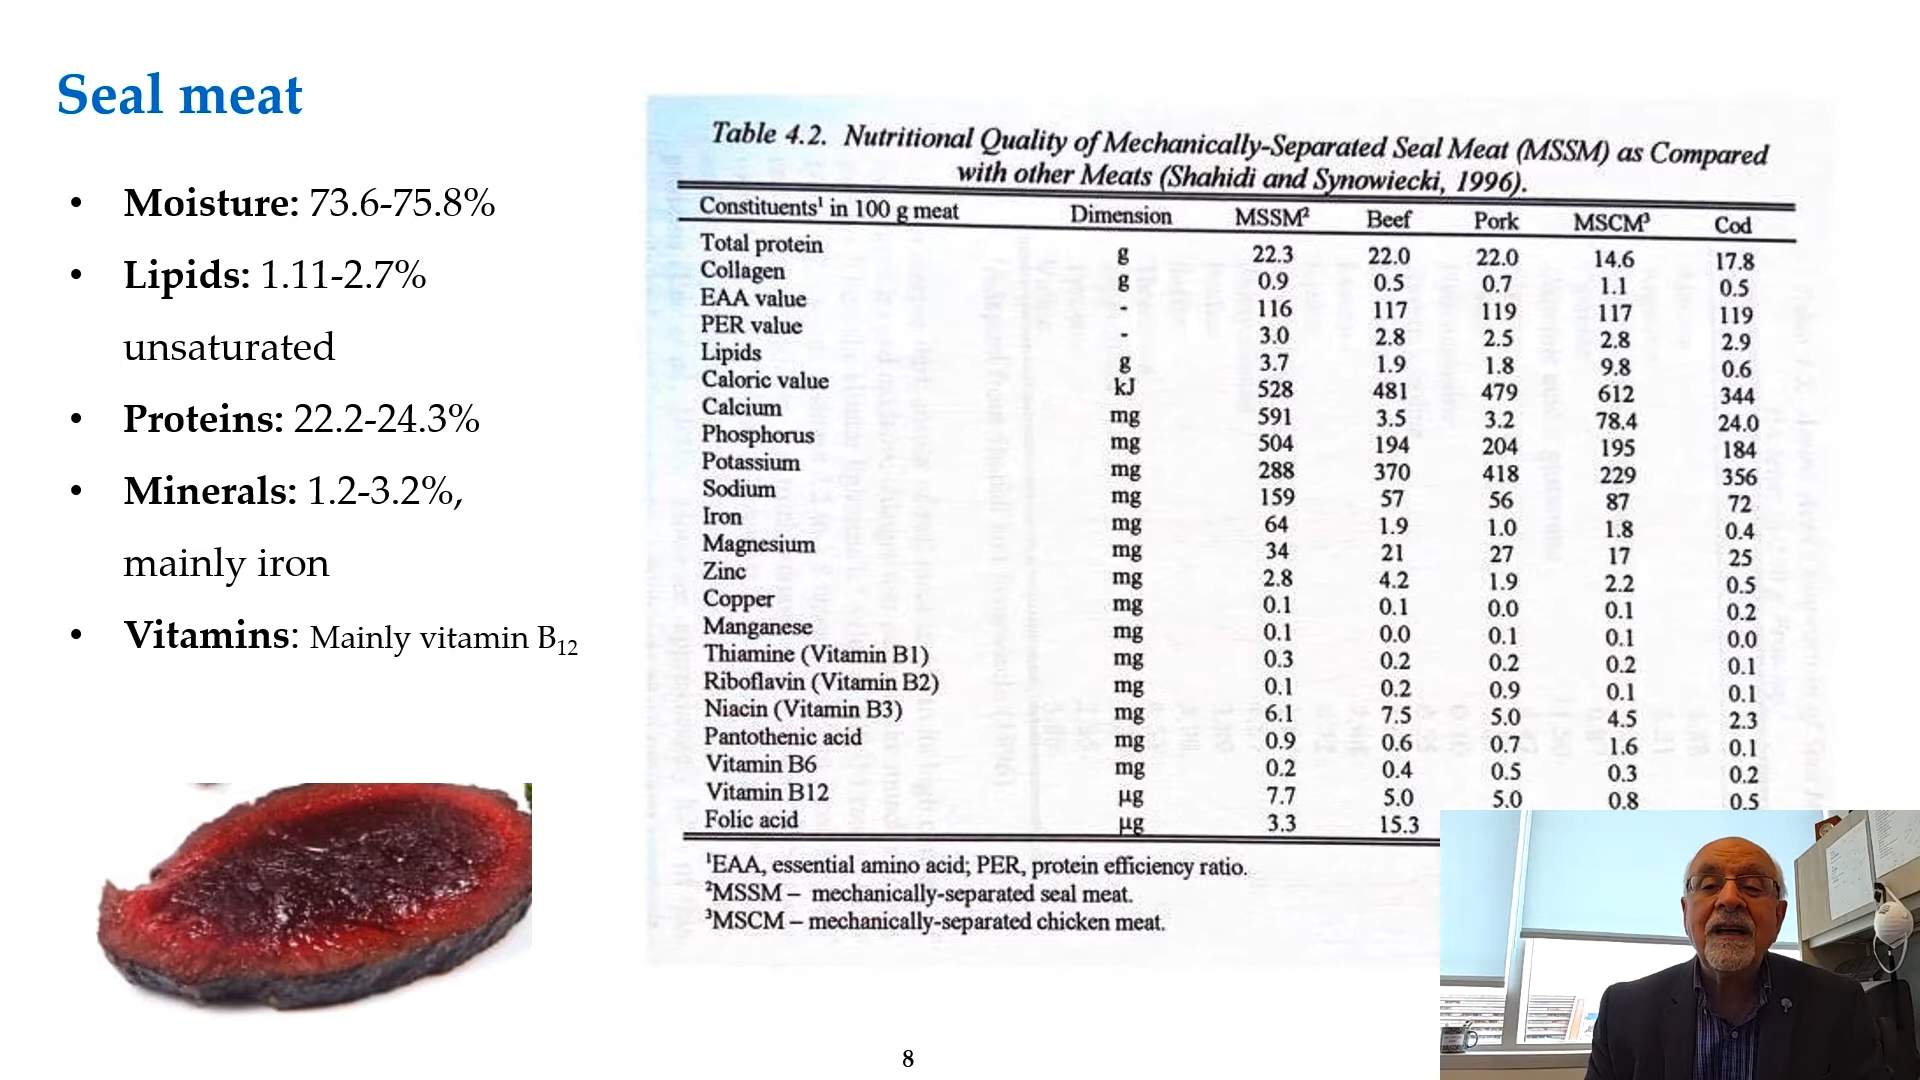 Seal meat
• Moisture: 73.6-75.8%
• Lipids: 1.11-2.7%
unsaturated
• Proteins: 22.2-24.3%
• Minerals: 1.2-3.2%,
mainly iron
• Vitamins: Mainly vitamin B12
Table 4.2. Nutritional Quality of Mechanically-Separated Seal Meat (MSSM) as Compared
with other Meats (Shahidi and Synowiecki, 1996).
Constituents¹ in 100 g meat Dimension MSSM² Beef Pork MSCM³ Cod
Total protein g 22.3 22.0 22.0 14.6 17.8
Collagen g 0.9 0.5 0.7 1.1 0.5
EAA value - 116 117 119 117 119
PER value - 3.0 2.8 2.5 2.8 2.9
Lipids g 3.7 1.9 1.8 9.8 0.6
Caloric value kJ 528 481 479 612 344
Calcium mg 591 3.5 3.2 78.4 24.0
Phosphorus mg 504 194 204 195 184
Potassium mg 288 370 418 229 356
Sodium mg 159 57 56 87 72
Iron mg 64 1.9 1.0 1.8 0.4
Magnesium mg 34 21 27 17 25
Zinc mg 2.8 4.2 1.9 2.2 0.5
Copper mg 0.1 0.1 0.0 0.1 0.2
Manganese mg 0.1 0.0 0.1 0.1 0.0
Thiamine (Vitamin B1) mg 0.3 0.2 0.2 0.2 0.1
Riboflavin (Vitamin B2) mg 0.1 0.2 0.9 0.1 0.1
Niacin (Vitamin B3) mg 6.1 7.5 5.0 4.5 2.3
Pantothenic acid mg 0.9 0.6 0.7 1.6 0.1
Vitamin B6 mg 0.2 0.4 0.5 0.3 0.2
Vitamin B12 µg 7.7 5.0 5.0 0.8 0.5
Folic acid µg 3.3 15.3
¹EAA, essential amino acid; PER, protein efficiency ratio.
²MSSM – mechanically-separated seal meat.
³MSCM – mechanically-separated chicken meat.
8